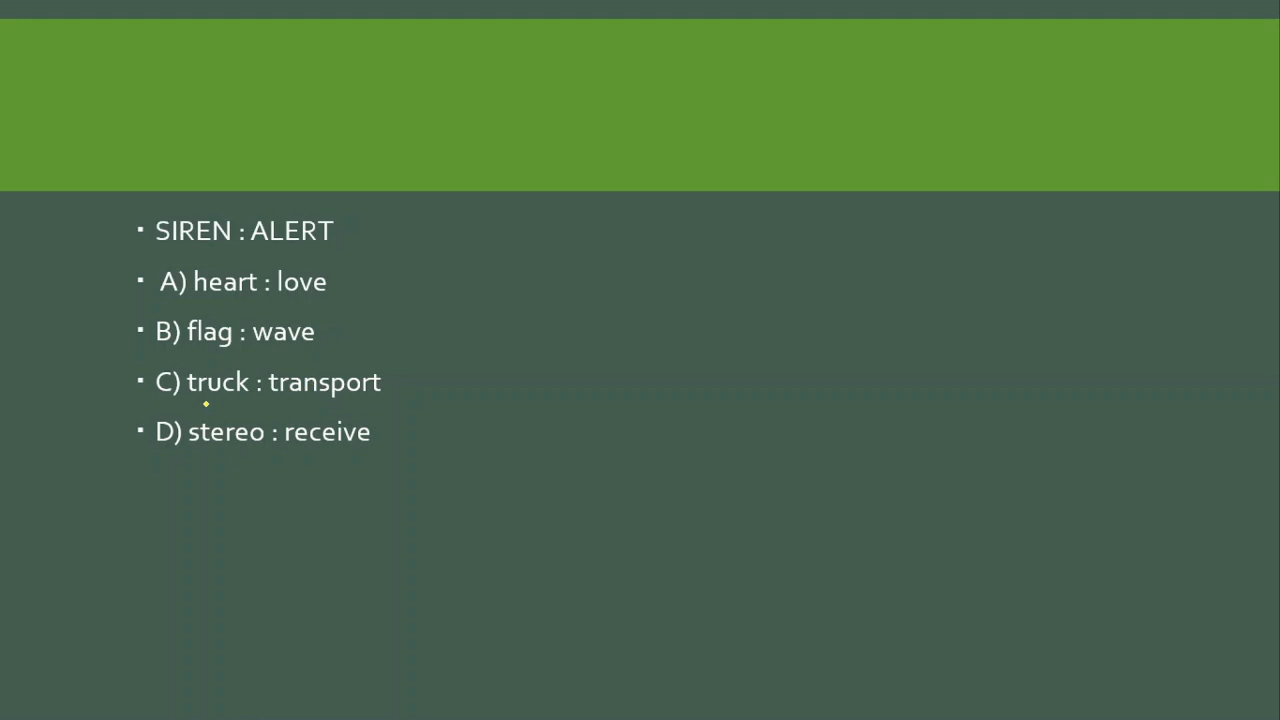 ▪ SIREN : ALERT
▪ A) heart : love
▪ B) flag : wave
▪ C) truck : transport
▪ D) stereo : receive